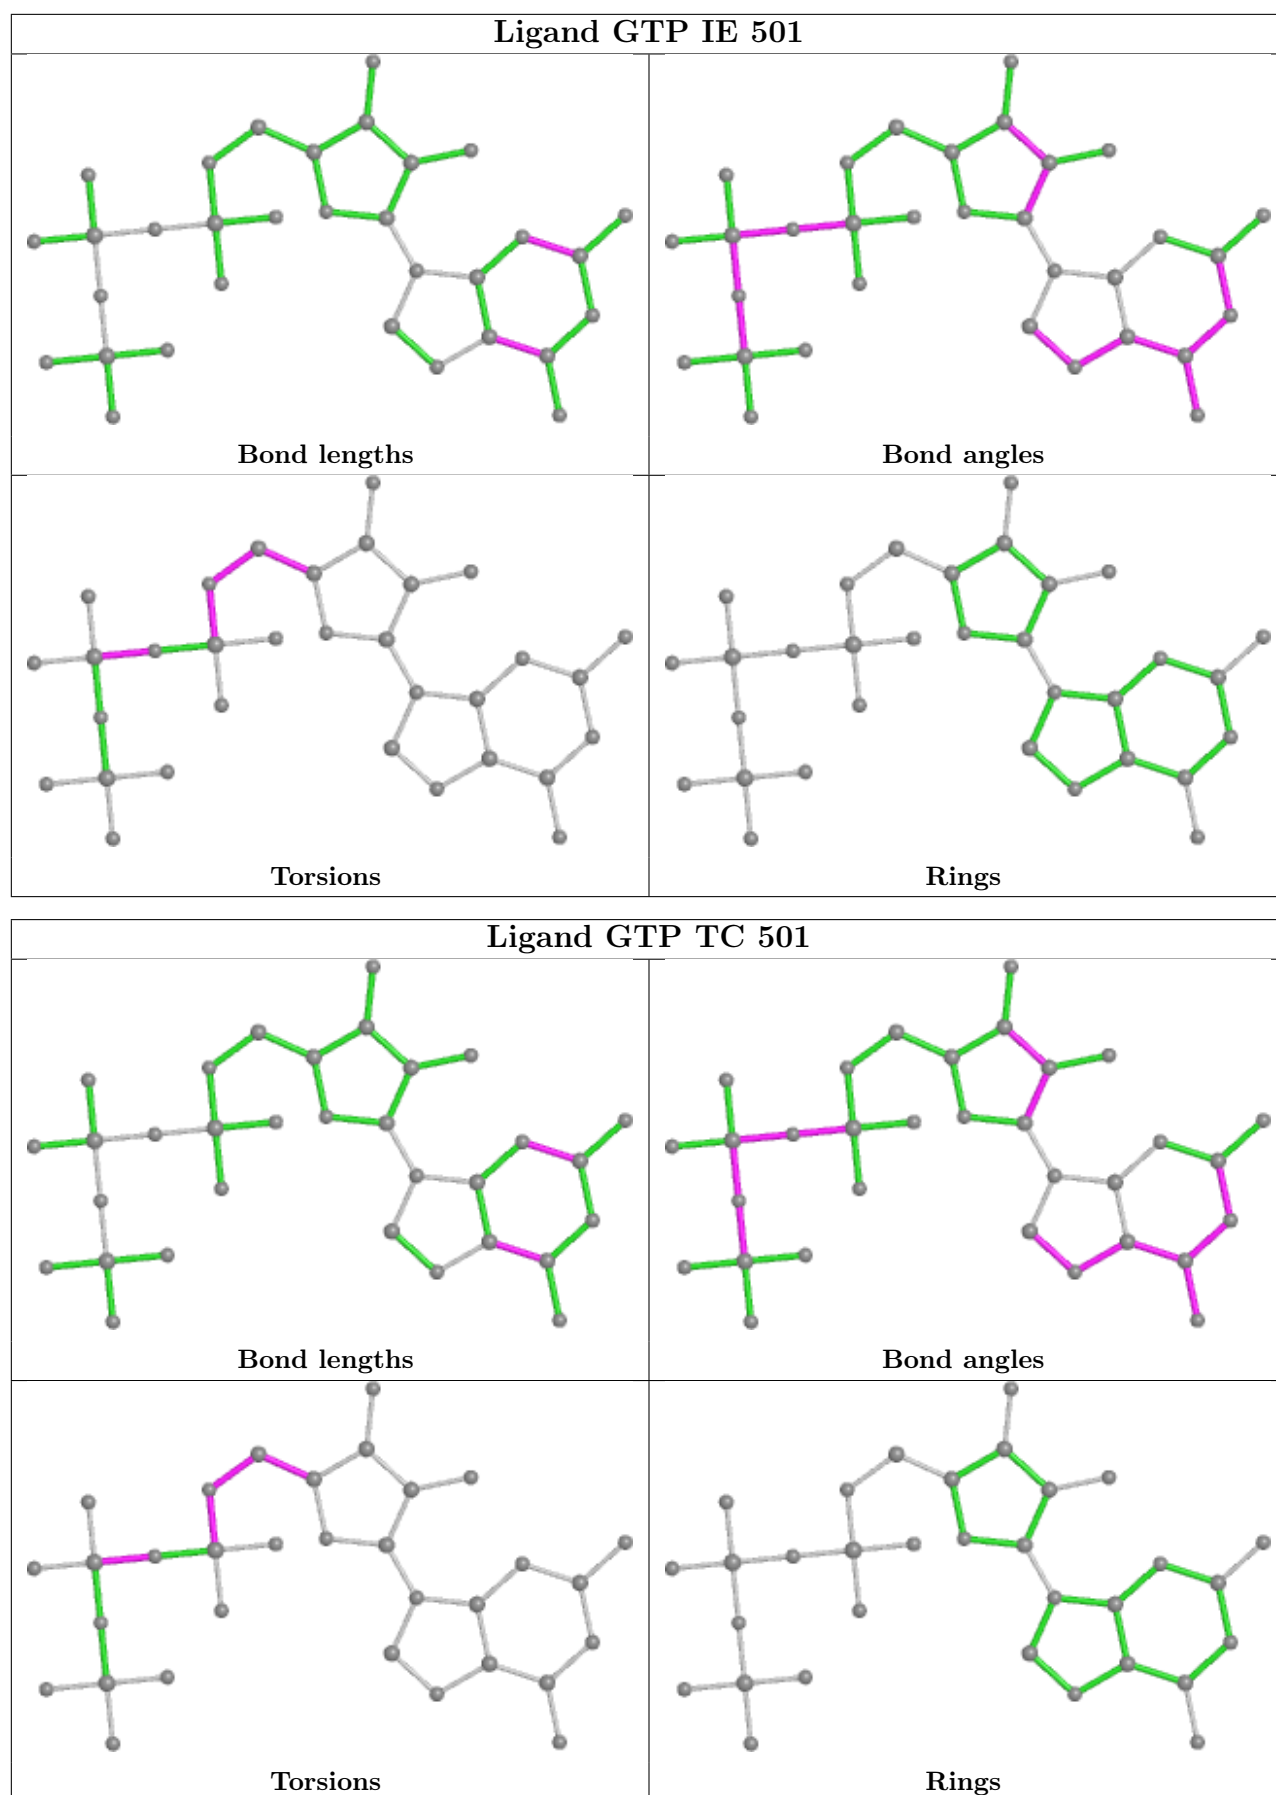 Ligand GTP IE 501
Bond lengths
Bond angles
Torsions
Rings
Ligand GTP TC 501
Bond lengths
Bond angles
Torsions
Rings